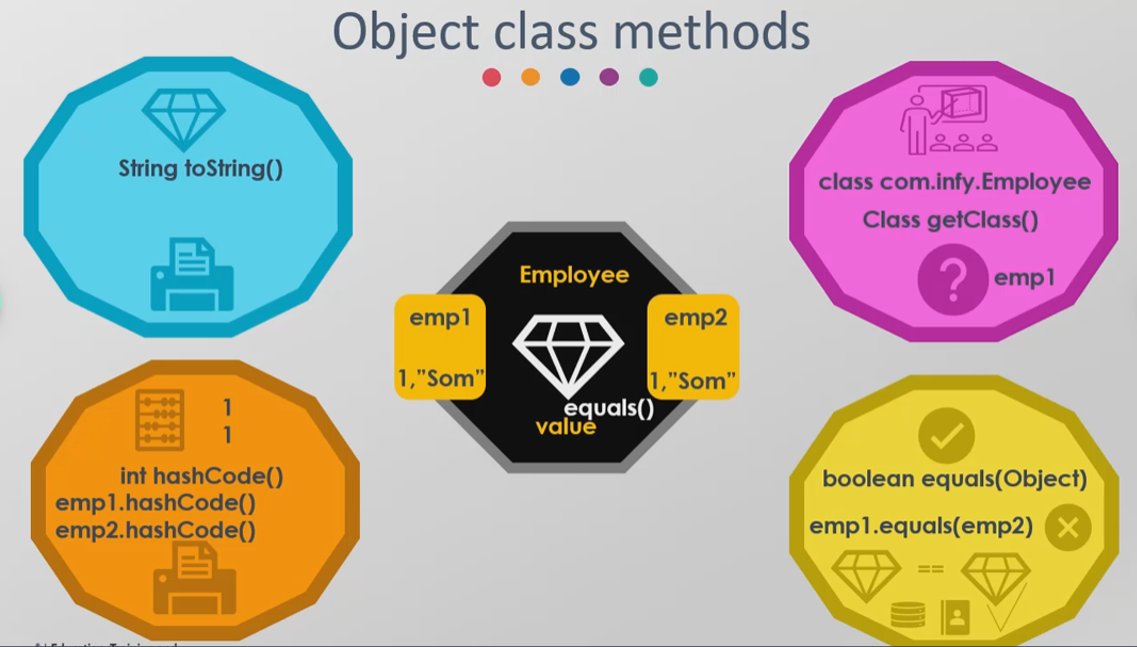 Object class methods
String toString()
class com.infy.Employee
Class getClass()
? emp1
Employee
emp1
1,”Som”
emp2
1,”Som”
equals()
value
1
1
int hashCode()
emp1.hashCode()
emp2.hashCode()
boolean equals(Object)
emp1.equals(emp2)
==